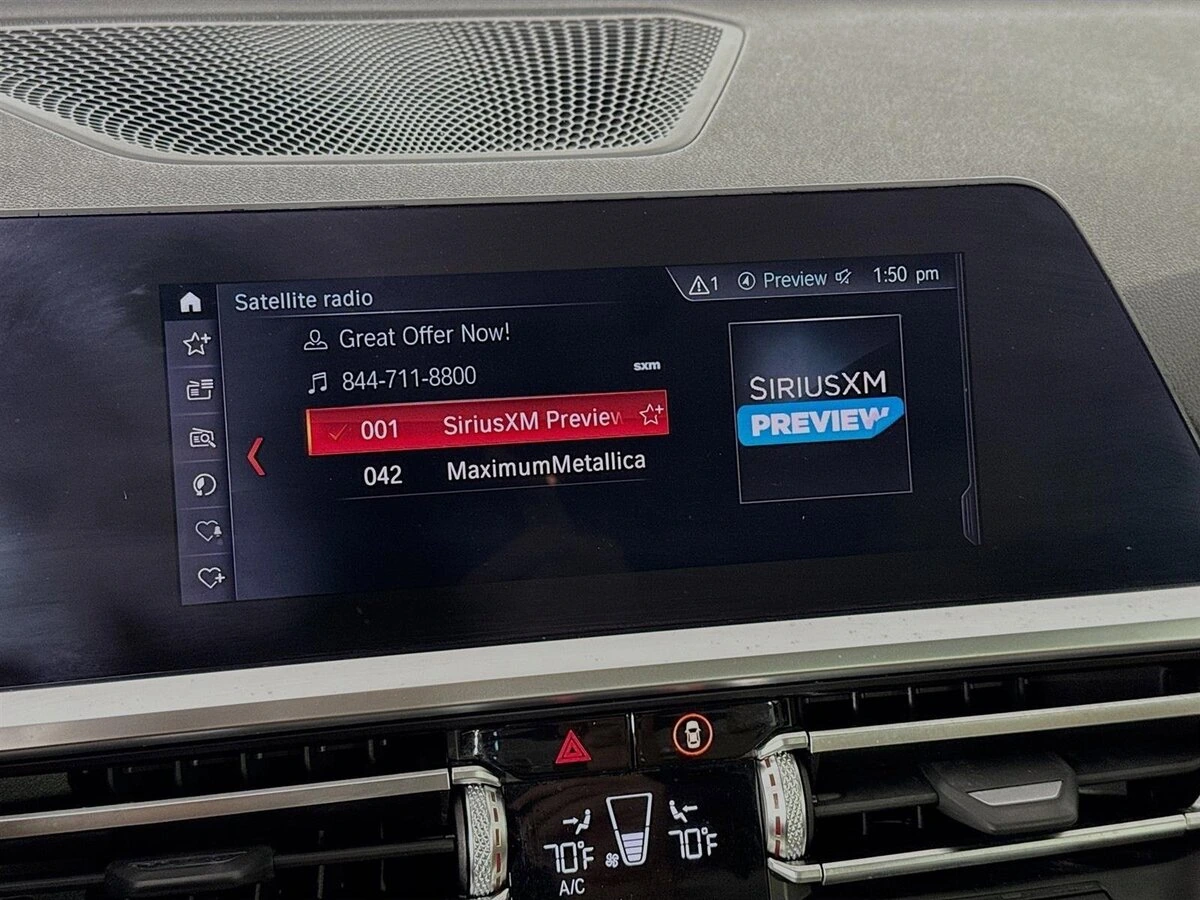 Satellite radio
1 Preview 1:50 pm
Great Offer Now!
844-711-8800
sxm
001 SiriusXM Preview
042 MaximumMetallica
SIRIUSXM
PREVIEW
70°F 70°F
A/C